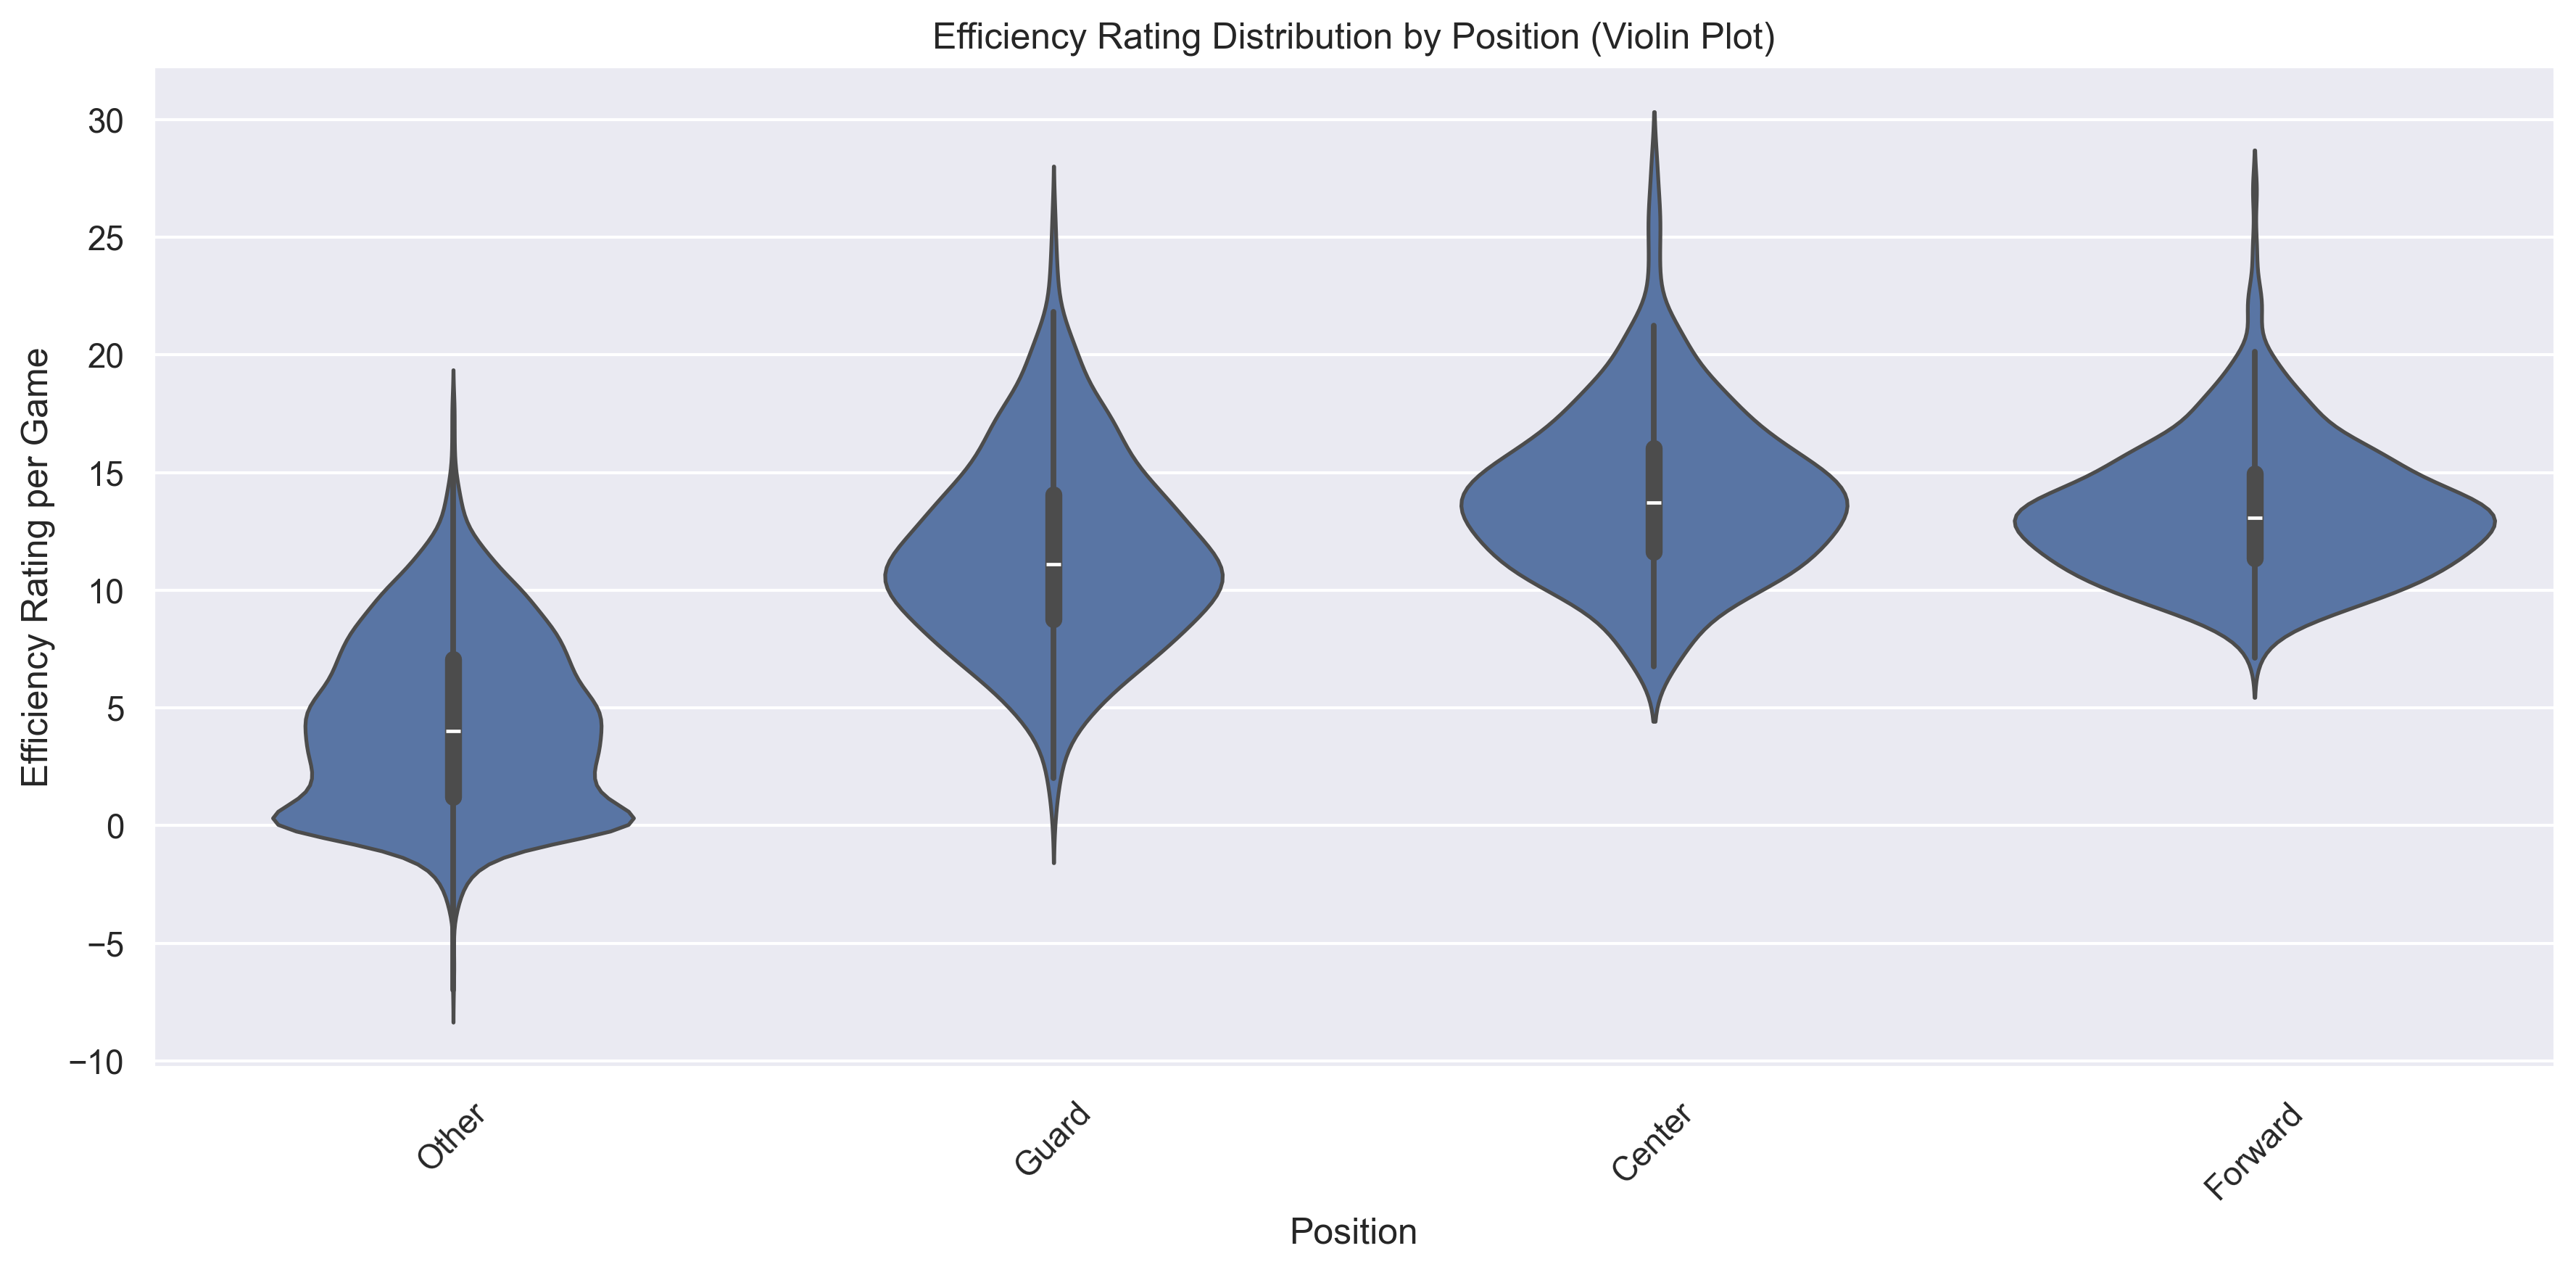 Efficiency Rating Distribution by Position (Violin Plot)
Efficiency Rating per Game
30
25
20
15
10
5
0
−5
−10
Other
Guard
Center
Forward
Position